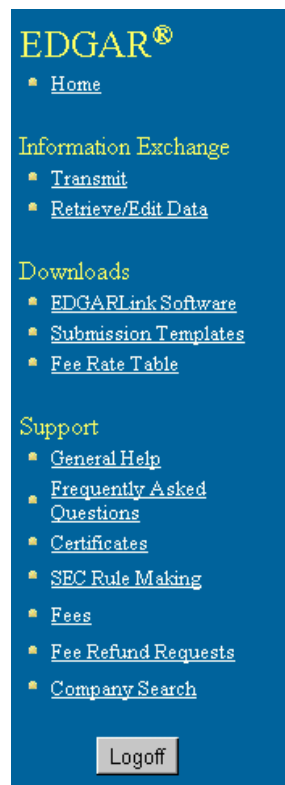 EDGAR®
Home
Information Exchange
Transmit
Retrieve/Edit Data
Downloads
EDGARLink Software
Submission Templates
Fee Rate Table
Support
General Help
Frequently Asked
Questions
Certificates
SEC Rule Making
Fees
Fee Refund Requests
Company Search
Logoff